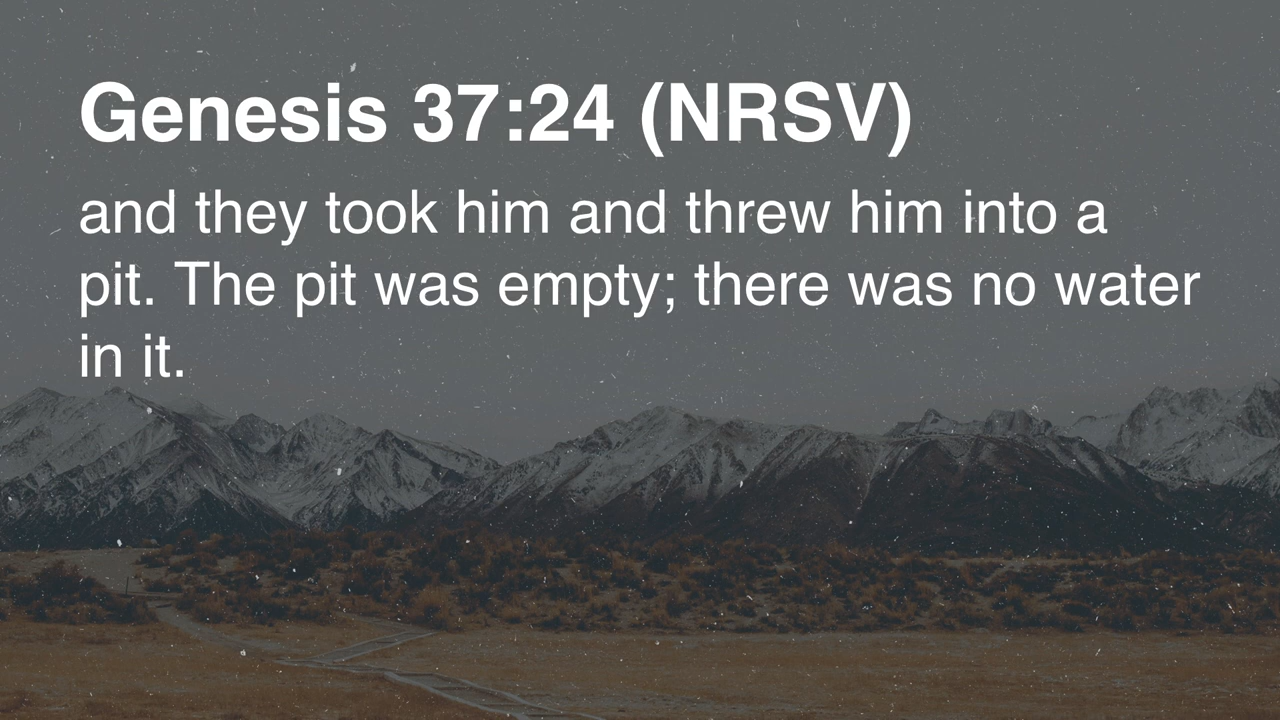 Genesis 37:24 (NRSV)
and they took him and threw him into a
pit. The pit was empty; there was no water
in it.